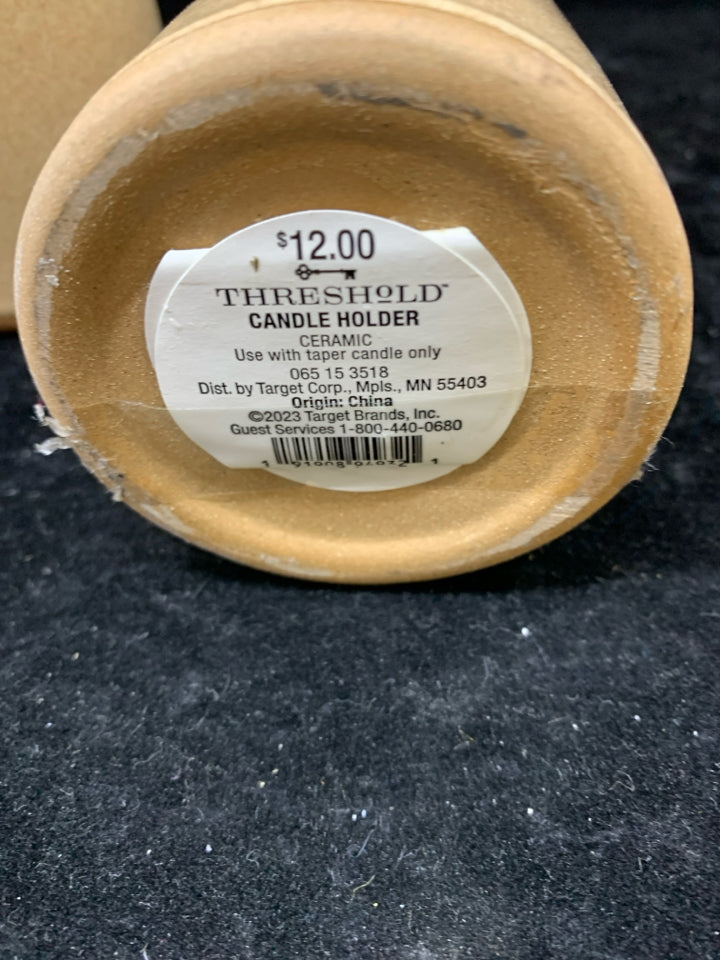 $12.00
THRESHOLD™
CANDLE HOLDER
CERAMIC
Use with taper candle only
065 15 3518
Dist. by Target Corp., Mpls., MN 55403
Origin: China
©2023 Target Brands, Inc.
Guest Services 1-800-440-0680